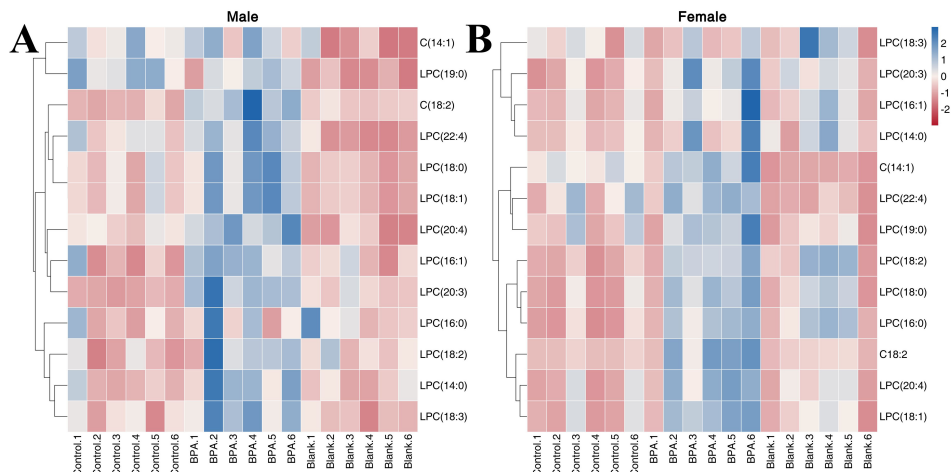 A
Male
C(14:1)
LPC(19:0)
C(18:2)
LPC(22:4)
LPC(18:0)
LPC(18:1)
LPC(20:4)
LPC(16:1)
LPC(20:3)
LPC(16:0)
LPC(18:2)
LPC(14:0)
LPC(18:3)
Control.1
Control.2
Control.3
Control.4
Control.5
Control.6
BPA.1
BPA.2
BPA.3
BPA.4
BPA.5
BPA.6
Blank.1
Blank.2
Blank.3
Blank.4
Blank.5
Blank.6
B
Female
LPC(18:3)
LPC(20:3)
LPC(16:1)
LPC(14:0)
C(14:1)
LPC(22:4)
LPC(19:0)
LPC(18:2)
LPC(18:0)
LPC(16:0)
C18:2
LPC(20:4)
LPC(18:1)
Control.1
Control.2
Control.3
Control.4
Control.5
Control.6
BPA.1
BPA.2
BPA.3
BPA.4
BPA.5
BPA.6
Blank.1
Blank.2
Blank.3
Blank.4
Blank.5
Blank.6
2
1
0
-1
-2